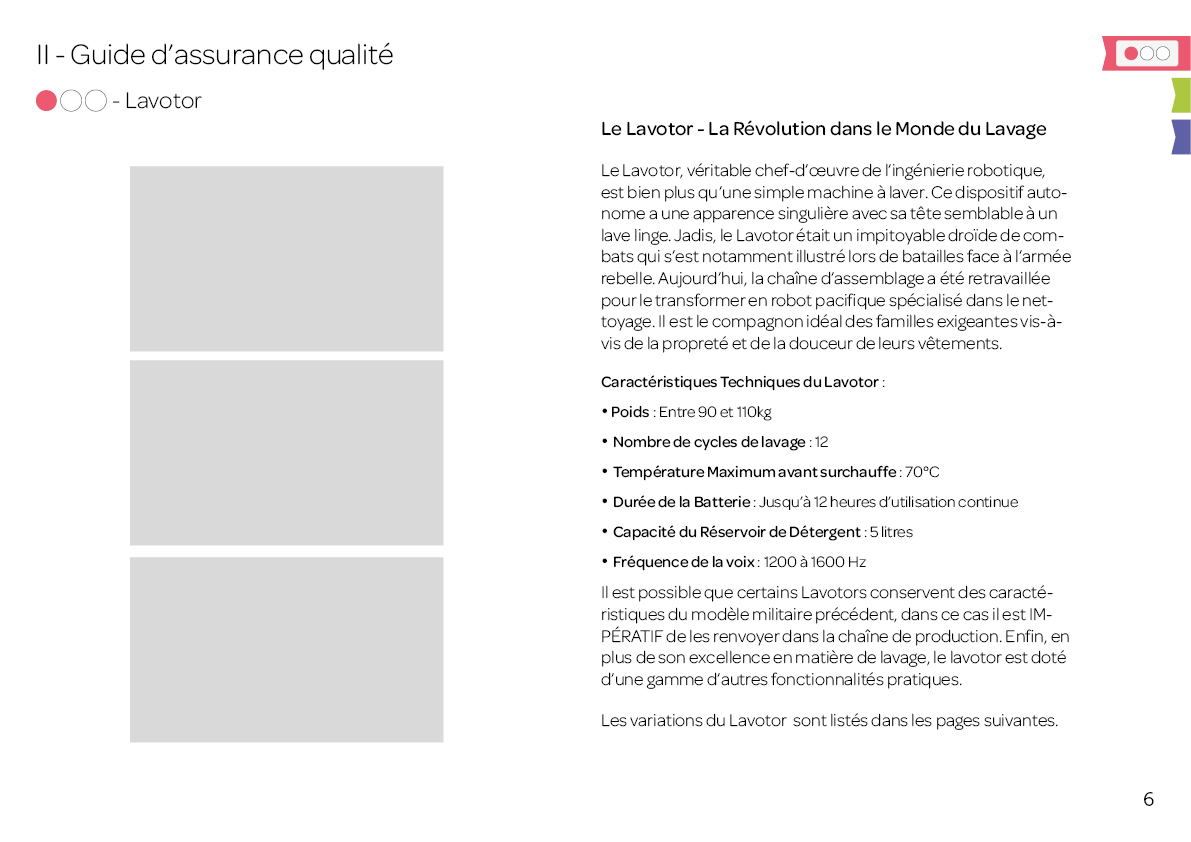 II - Guide d’assurance qualité
- Lavotor
Le Lavotor - La Révolution dans le Monde du Lavage
Le Lavotor, véritable chef-d’œuvre de l’ingénierie robotique,
est bien plus qu’une simple machine à laver. Ce dispositif auto-
nome a une apparence singulière avec sa tête semblable à un
lave linge. Jadis, le Lavotor était un impitoyable droïde de com-
bats qui s’est notamment illustré lors de batailles face à l’armée
rebelle. Aujourd’hui, la chaîne d’assemblage a été retravaillée
pour le transformer en robot pacifique spécialisé dans le net-
toyage. Il est le compagnon idéal des familles exigeantes vis-à-
vis de la propreté et de la douceur de leurs vêtements.
Caractéristiques Techniques du Lavotor :
• Poids : Entre 90 et 110kg
• Nombre de cycles de lavage : 12
• Température Maximum avant surchauffe : 70°C
• Durée de la Batterie : Jusqu’à 12 heures d’utilisation continue
• Capacité du Réservoir de Détergent : 5 litres
• Fréquence de la voix : 1200 à 1600 Hz
Il est possible que certains Lavotors conservent des caracté-
ristiques du modèle militaire précédent, dans ce cas il est IM-
PÉRATIF de les renvoyer dans la chaîne de production. Enfin, en
plus de son excellence en matière de lavage, le lavotor est doté
d’une gamme d’autres fonctionnalités pratiques.
Les variations du Lavotor sont listés dans les pages suivantes.
6